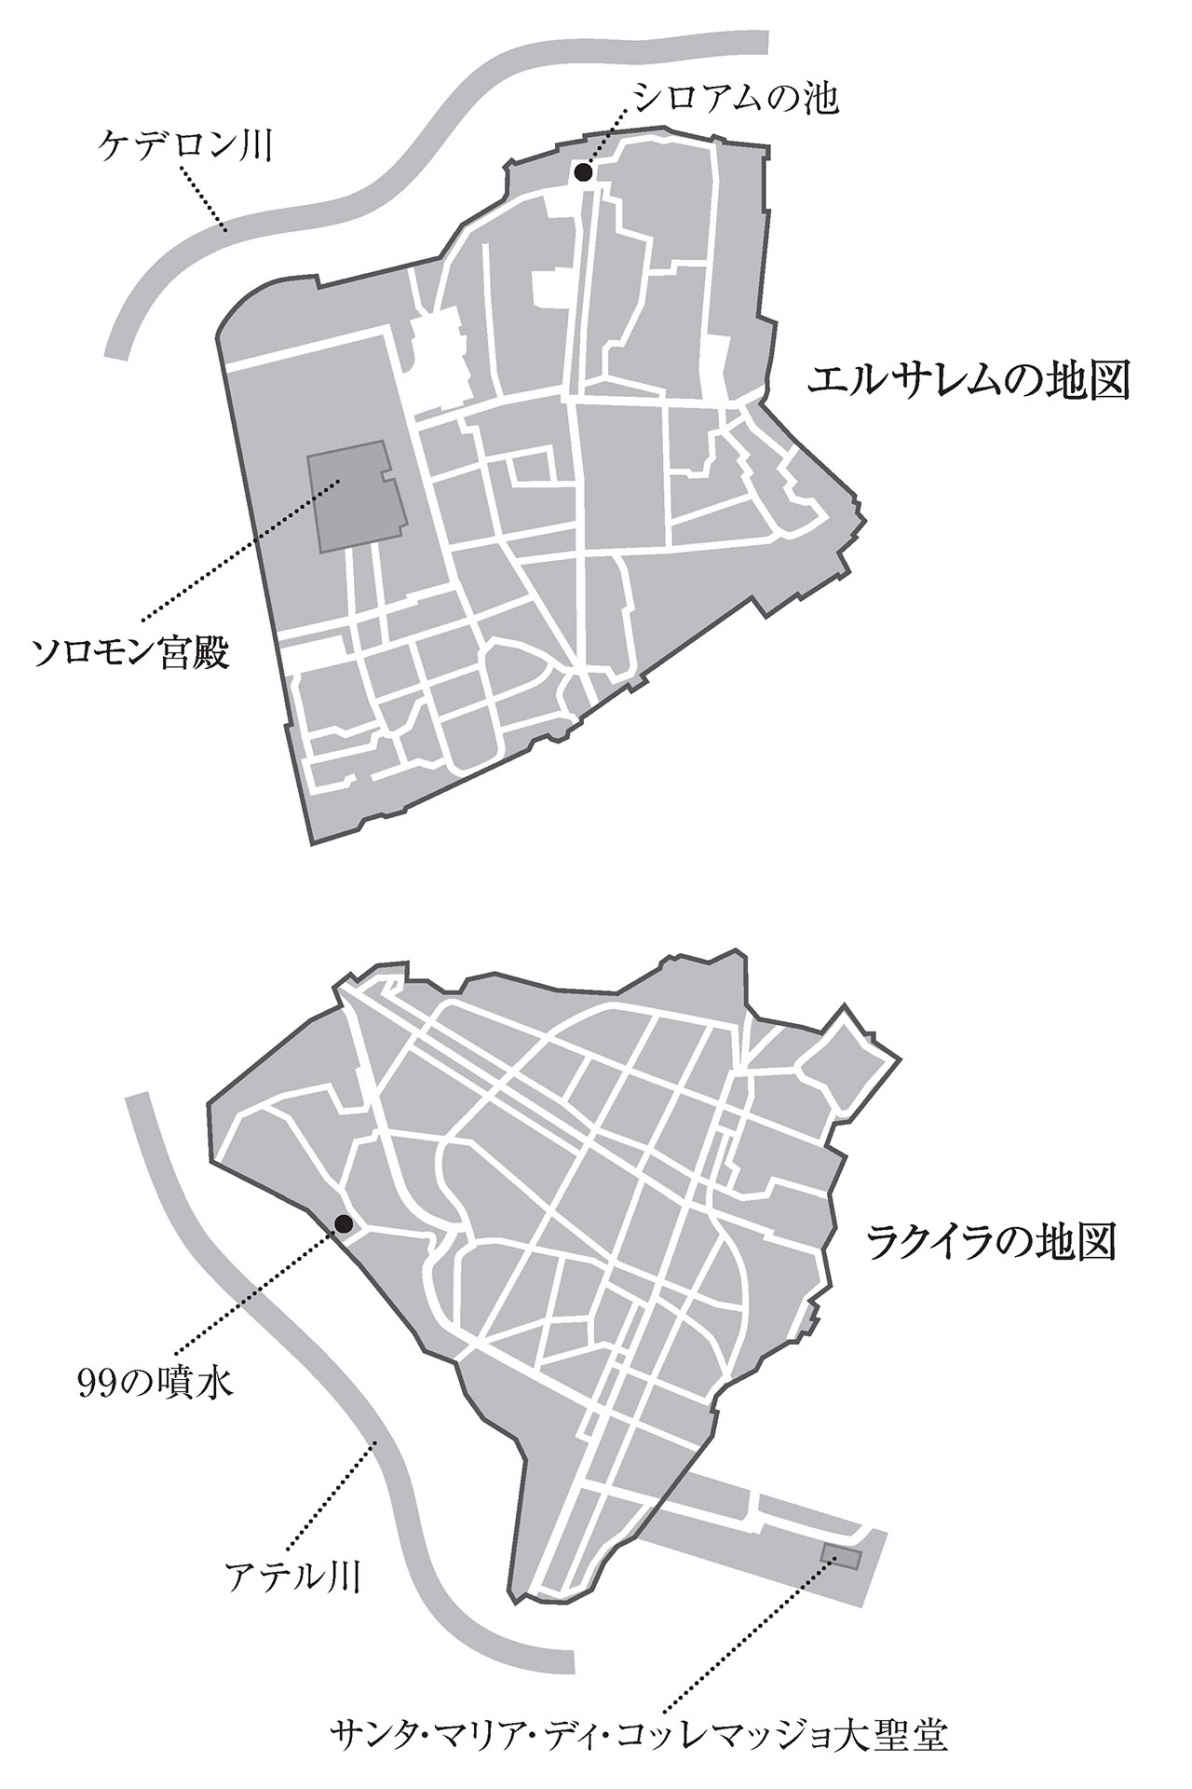 シロアムの池
ケデロン川
エルサレムの地図
ソロモン宮殿
ラクイラの地図
99の噴水
アテル川
サンタ・マリア・ディ・コッレマッジョ大聖堂